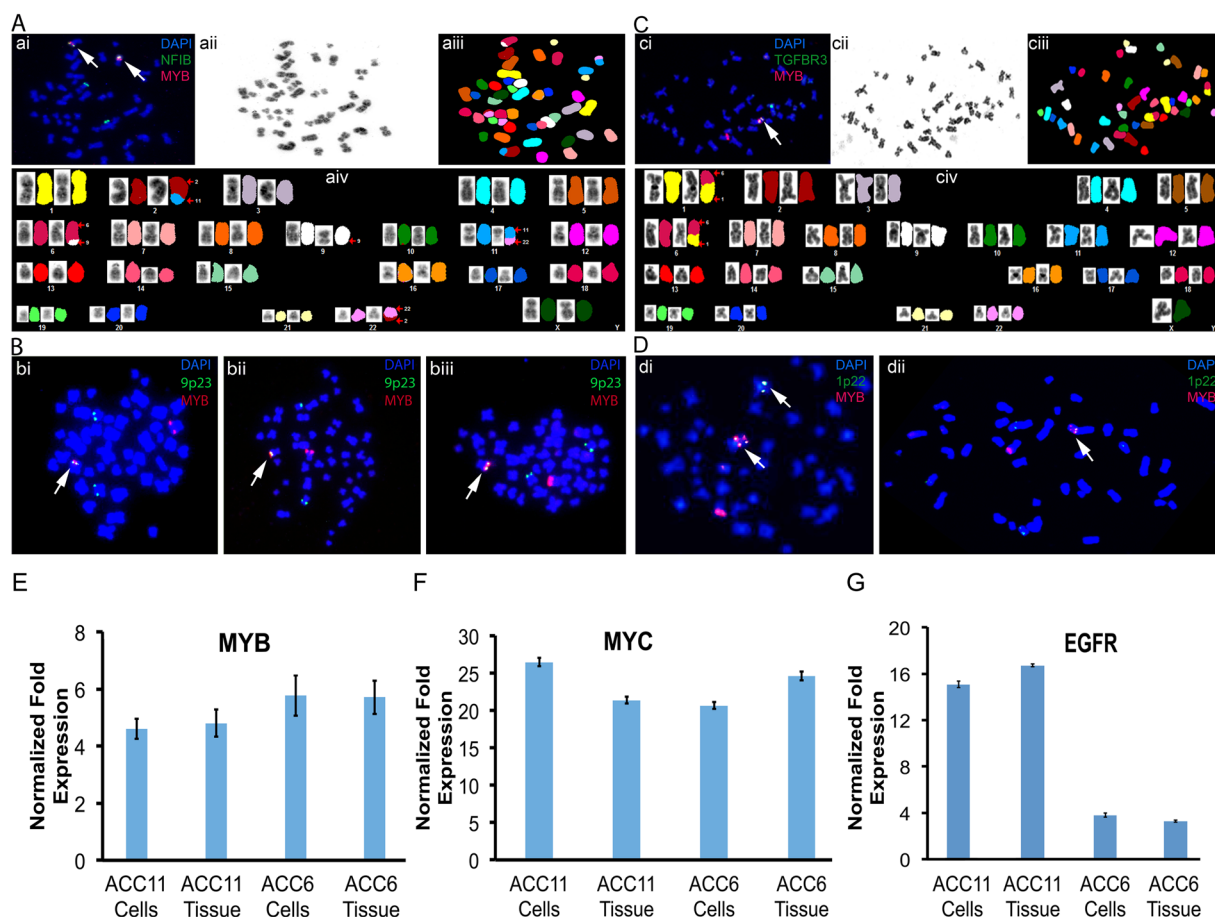 A
ai
DAPI
NFIB
MYB
aii
aiii
C
ci
DAPI
TGFBR3
MYB
cii
ciii
aiv
2
11
1
2
3
4
5
6
9
9
11
22
6
7
8
9
10
11
12
13
14
15
16
17
18
22
2
19
20
21
22
X
Y
civ
6
1
1
2
3
4
5
6
1
6
7
8
9
10
11
12
13
14
15
16
17
18
19
20
21
22
X
Y
B
bi
DAPI
9p23
MYB
bii
DAPI
9p23
MYB
biii
DAPI
9p23
MYB
D
di
DAPI
1p22
MYB
dii
DAPI
1p22
MYB
E
MYB
Normalized Fold
Expression
8
6
4
2
0
ACC11 ACC11 ACC6 ACC6
Cells Tissue Cells Tissue
F
MYC
Normalized Fold
Expression
30
25
20
15
10
5
0
ACC11 ACC11 ACC6 ACC6
Cells Tissue Cells Tissue
G
EGFR
Normalized Fold
Expression
20
16
12
8
4
0
ACC11 ACC11 ACC6 ACC6
Cells Tissue Cells Tissue